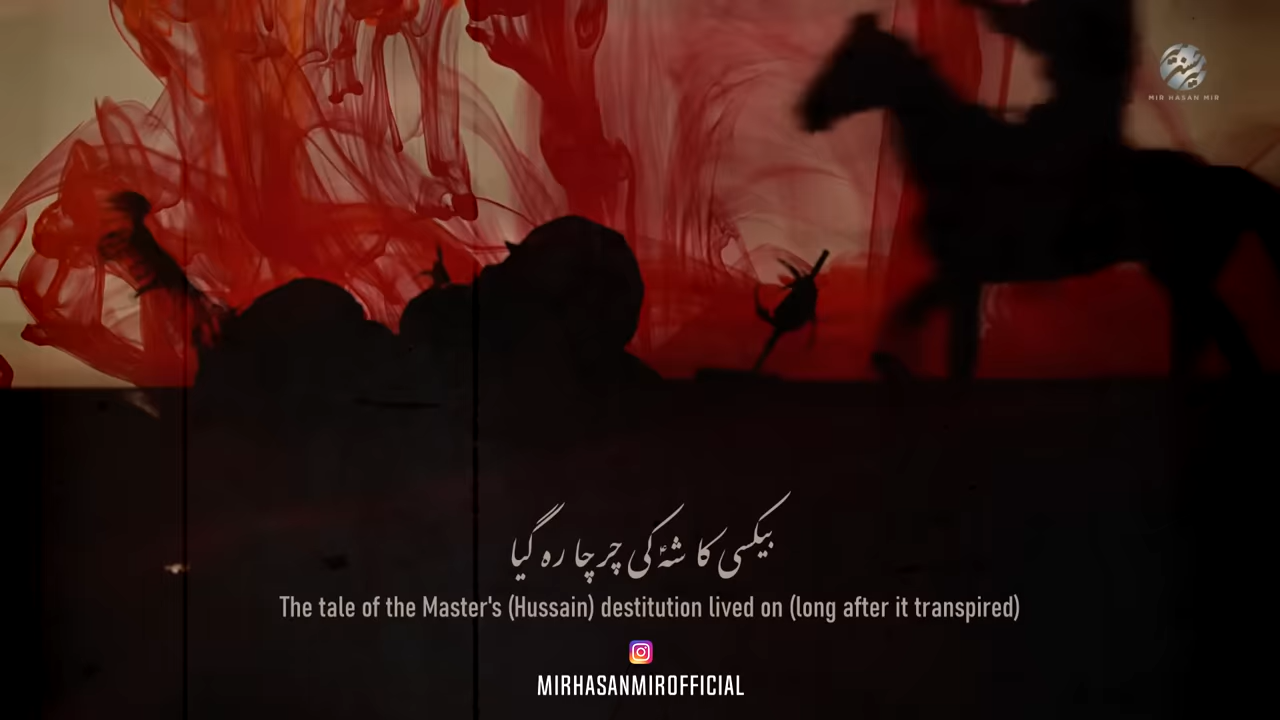 MIR HASAN MIR
بیکسی کا شہؑ کی چرچا رہ گیا
The tale of the Master's (Hussain) destitution lived on (long after it transpired)
MIRHASANMIROFFICIAL